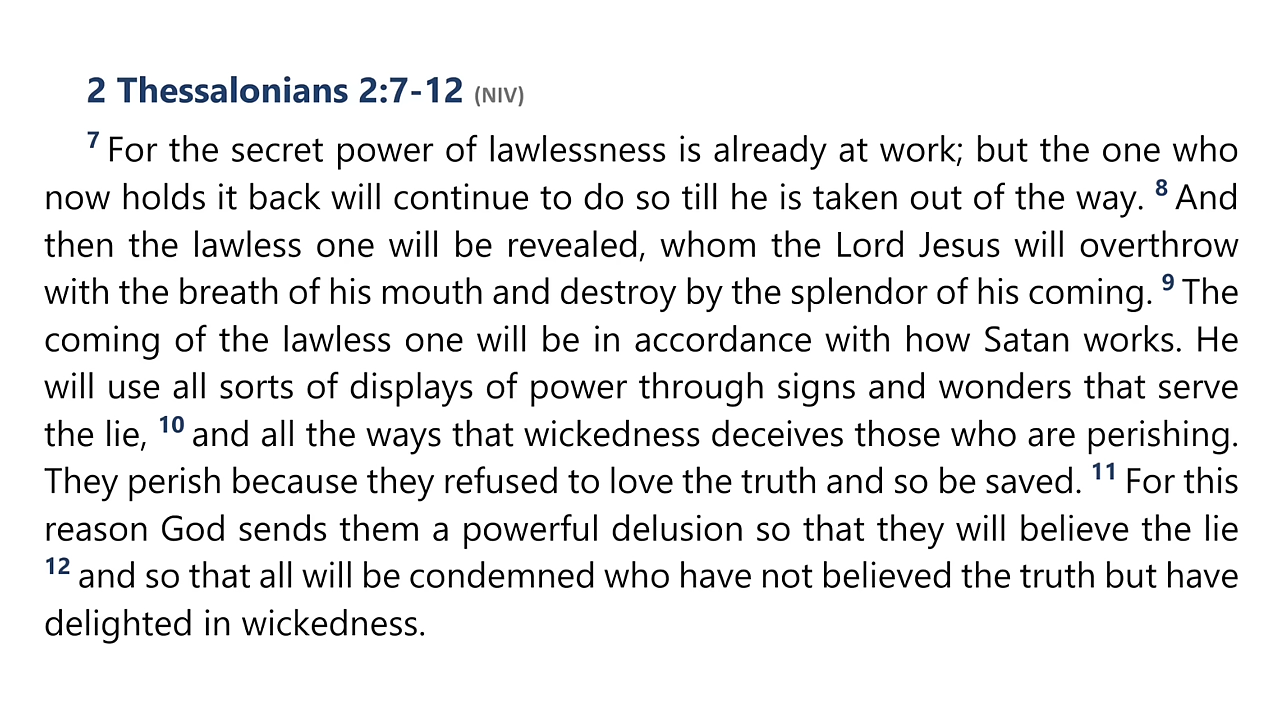 2 Thessalonians 2:7-12 (NIV)
7 For the secret power of lawlessness is already at work; but the one who
now holds it back will continue to do so till he is taken out of the way. 8 And
then the lawless one will be revealed, whom the Lord Jesus will overthrow
with the breath of his mouth and destroy by the splendor of his coming. 9 The
coming of the lawless one will be in accordance with how Satan works. He
will use all sorts of displays of power through signs and wonders that serve
the lie, 10 and all the ways that wickedness deceives those who are perishing.
They perish because they refused to love the truth and so be saved. 11 For this
reason God sends them a powerful delusion so that they will believe the lie
12 and so that all will be condemned who have not believed the truth but have
delighted in wickedness.